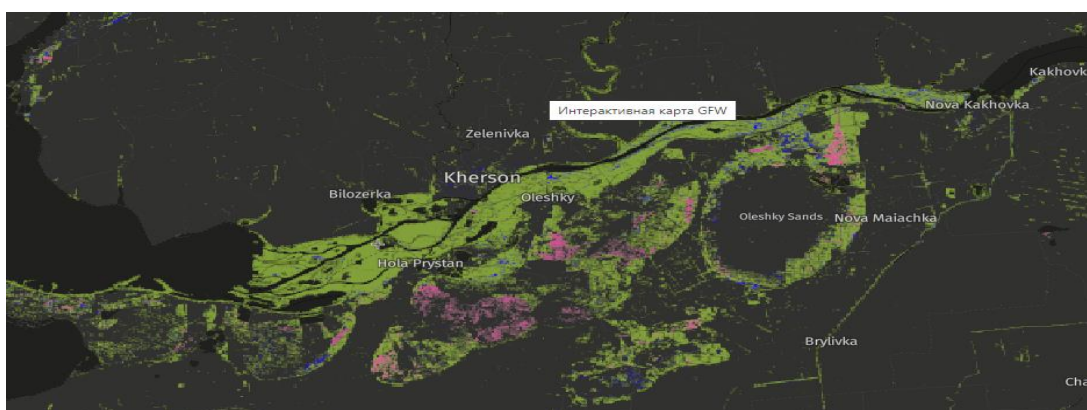 Kakhovk
Nova Kakhovka
Интерактивная карта GFW
Zelenivka
Kherson
Bilozerka
Oleshky
Oleshky Sands
Nova Maiachka
Hola Prystan
Brylivka
Cha